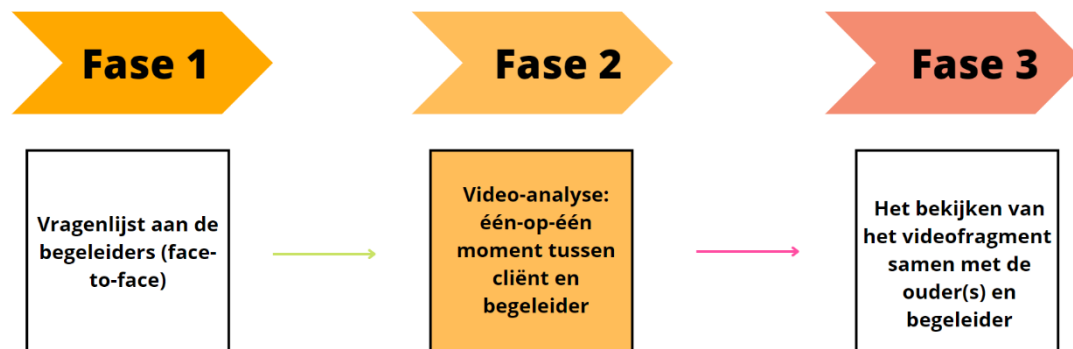 Fase 1
Fase 2
Fase 3
Vragenlijst aan de
begeleiders (face-
to-face)
Video-analyse:
één-op-één
moment tussen
cliënt en
begeleider
Het bekijken van
het videofragment
samen met de
ouder(s) en
begeleider